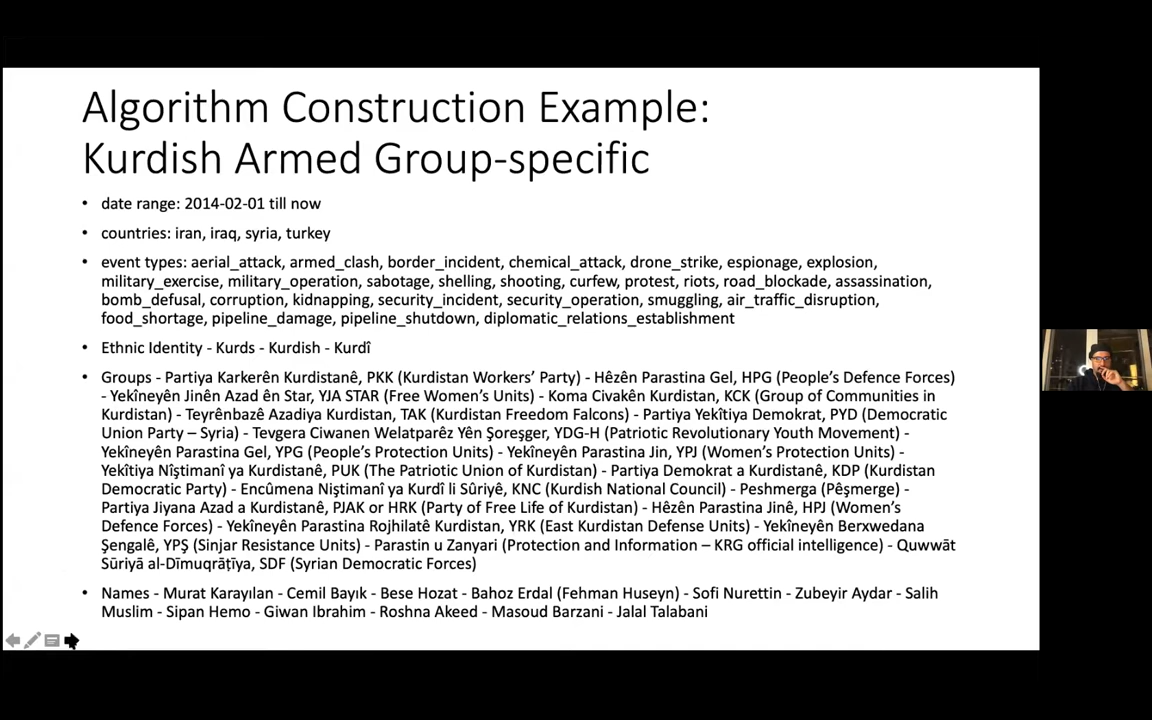 Algorithm Construction Example:
Kurdish Armed Group-specific
• date range: 2014-02-01 till now
• countries: iran, iraq, syria, turkey
• event types: aerial_attack, armed_clash, border_incident, chemical_attack, drone_strike, espionage, explosion,
military_exercise, military_operation, sabotage, shelling, shooting, curfew, protest, riots, road_blockade, assassination,
bomb_defusal, corruption, kidnapping, security_incident, security_operation, smuggling, air_traffic_disruption,
food_shortage, pipeline_damage, pipeline_shutdown, diplomatic_relations_establishment
• Ethnic Identity - Kurds - Kurdish - Kurdî
• Groups - Partiya Karkerên Kurdistanê, PKK (Kurdistan Workers’ Party) - Hêzên Parastina Gel, HPG (People’s Defence Forces)
- Yekîneyên Jinên Azad ên Star, YJA STAR (Free Women’s Units) - Koma Civakên Kurdistan, KCK (Group of Communities in
Kurdistan) - Teyrênbazê Azadiya Kurdistan, TAK (Kurdistan Freedom Falcons) - Partiya Yekîtiya Demokrat, PYD (Democratic
Union Party – Syria) - Tevgera Ciwanen Welatparêz Yên Şoreşger, YDG-H (Patriotic Revolutionary Youth Movement) -
Yekîneyên Parastina Gel, YPG (People’s Protection Units) - Yekîneyên Parastina Jin, YPJ (Women’s Protection Units) -
Yekîtiya Nîştimanî ya Kurdistanê, PUK (The Patriotic Union of Kurdistan) - Partiya Demokrat a Kurdistanê, KDP (Kurdistan
Democratic Party) - Encûmena Niştimanî ya Kurdî li Sûriyê, KNC (Kurdish National Council) - Peshmerga (Pêşmerge) -
Partiya Jiyana Azad a Kurdistanê, PJAK or HRK (Party of Free Life of Kurdistan) - Hêzên Parastina Jinê, HPJ (Women’s
Defence Forces) - Yekîneyên Parastina Rojhilatê Kurdistan, YRK (East Kurdistan Defense Units) - Yekîneyên Berxwedana
Şengalê, YPŞ (Sinjar Resistance Units) - Parastin u Zanyari (Protection and Information – KRG official intelligence) - Quwwāt
Sūriyā al-Dīmuqrāṭīya, SDF (Syrian Democratic Forces)
• Names - Murat Karayılan - Cemil Bayık - Bese Hozat - Bahoz Erdal (Fehman Huseyn) - Sofi Nurettin - Zubeyir Aydar - Salih
Muslim - Sipan Hemo - Giwan Ibrahim - Roshna Akeed - Masoud Barzani - Jalal Talabani